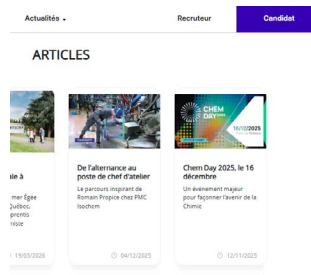 Actualités
Recruteur
Candidat
ARTICLES
CHEM
DAY
16/12/2025
le à
mer Égée
Québec,
prentis
miste
19/03/2026
De l'alternance au
poste de chef d'atelier
Le parcours inspirant de
Romain Propice chez PMC
Isochem
04/12/2025
Chem Day 2025, le 16
décembre
Un événement majeur
pour façonner l'avenir de la
Chimie
12/11/2025